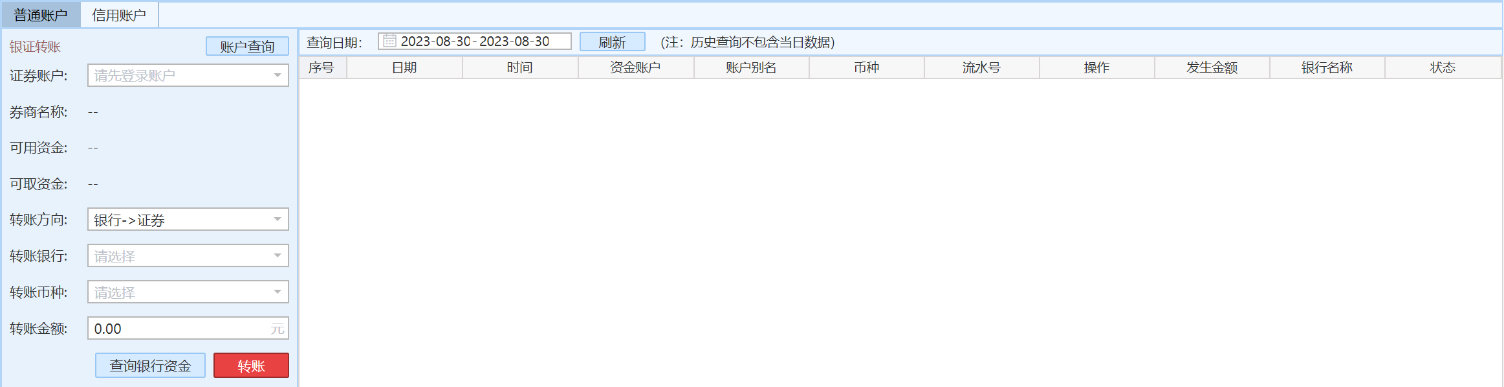 普通账户 信用账户
银证转账 账户查询
证券账户: 请先登录账户
券商名称: --
可用资金: --
可取资金: --
转账方向: 银行->证券
转账银行: 请选择
转账币种: 请选择
转账金额: 0.00 元
查询银行资金 转账
查询日期: 2023-08-30 - 2023-08-30 刷新 (注：历史查询不包含当日数据)
序号 日期 时间 资金账户 账户别名 币种 流水号 操作 发生金额 银行名称 状态